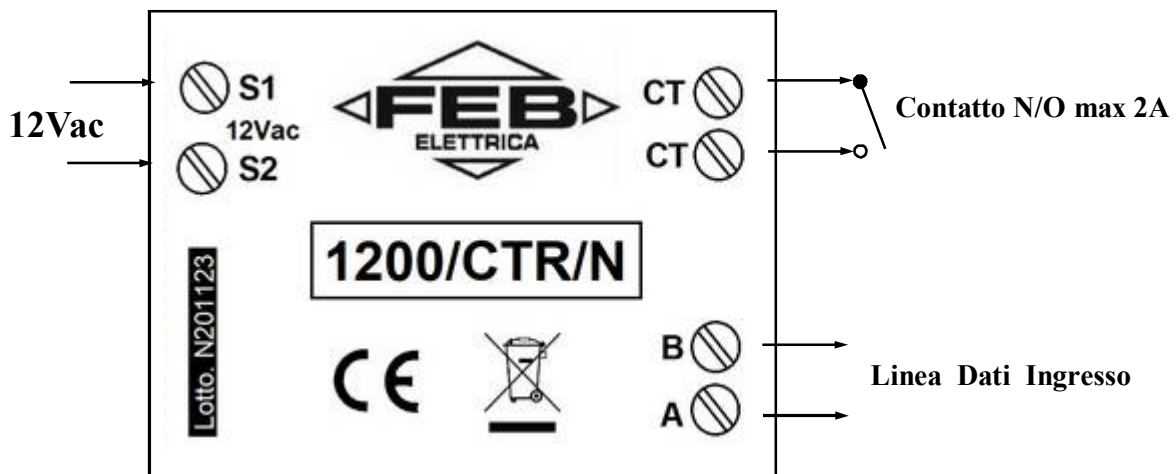 12Vac
S1
12Vac
S2
FEB
ELETTRICA
CT
CT
Contatto N/O max 2A
1200/CTR/N
Lotto. N201123
CE
B
A
Linea Dati Ingresso